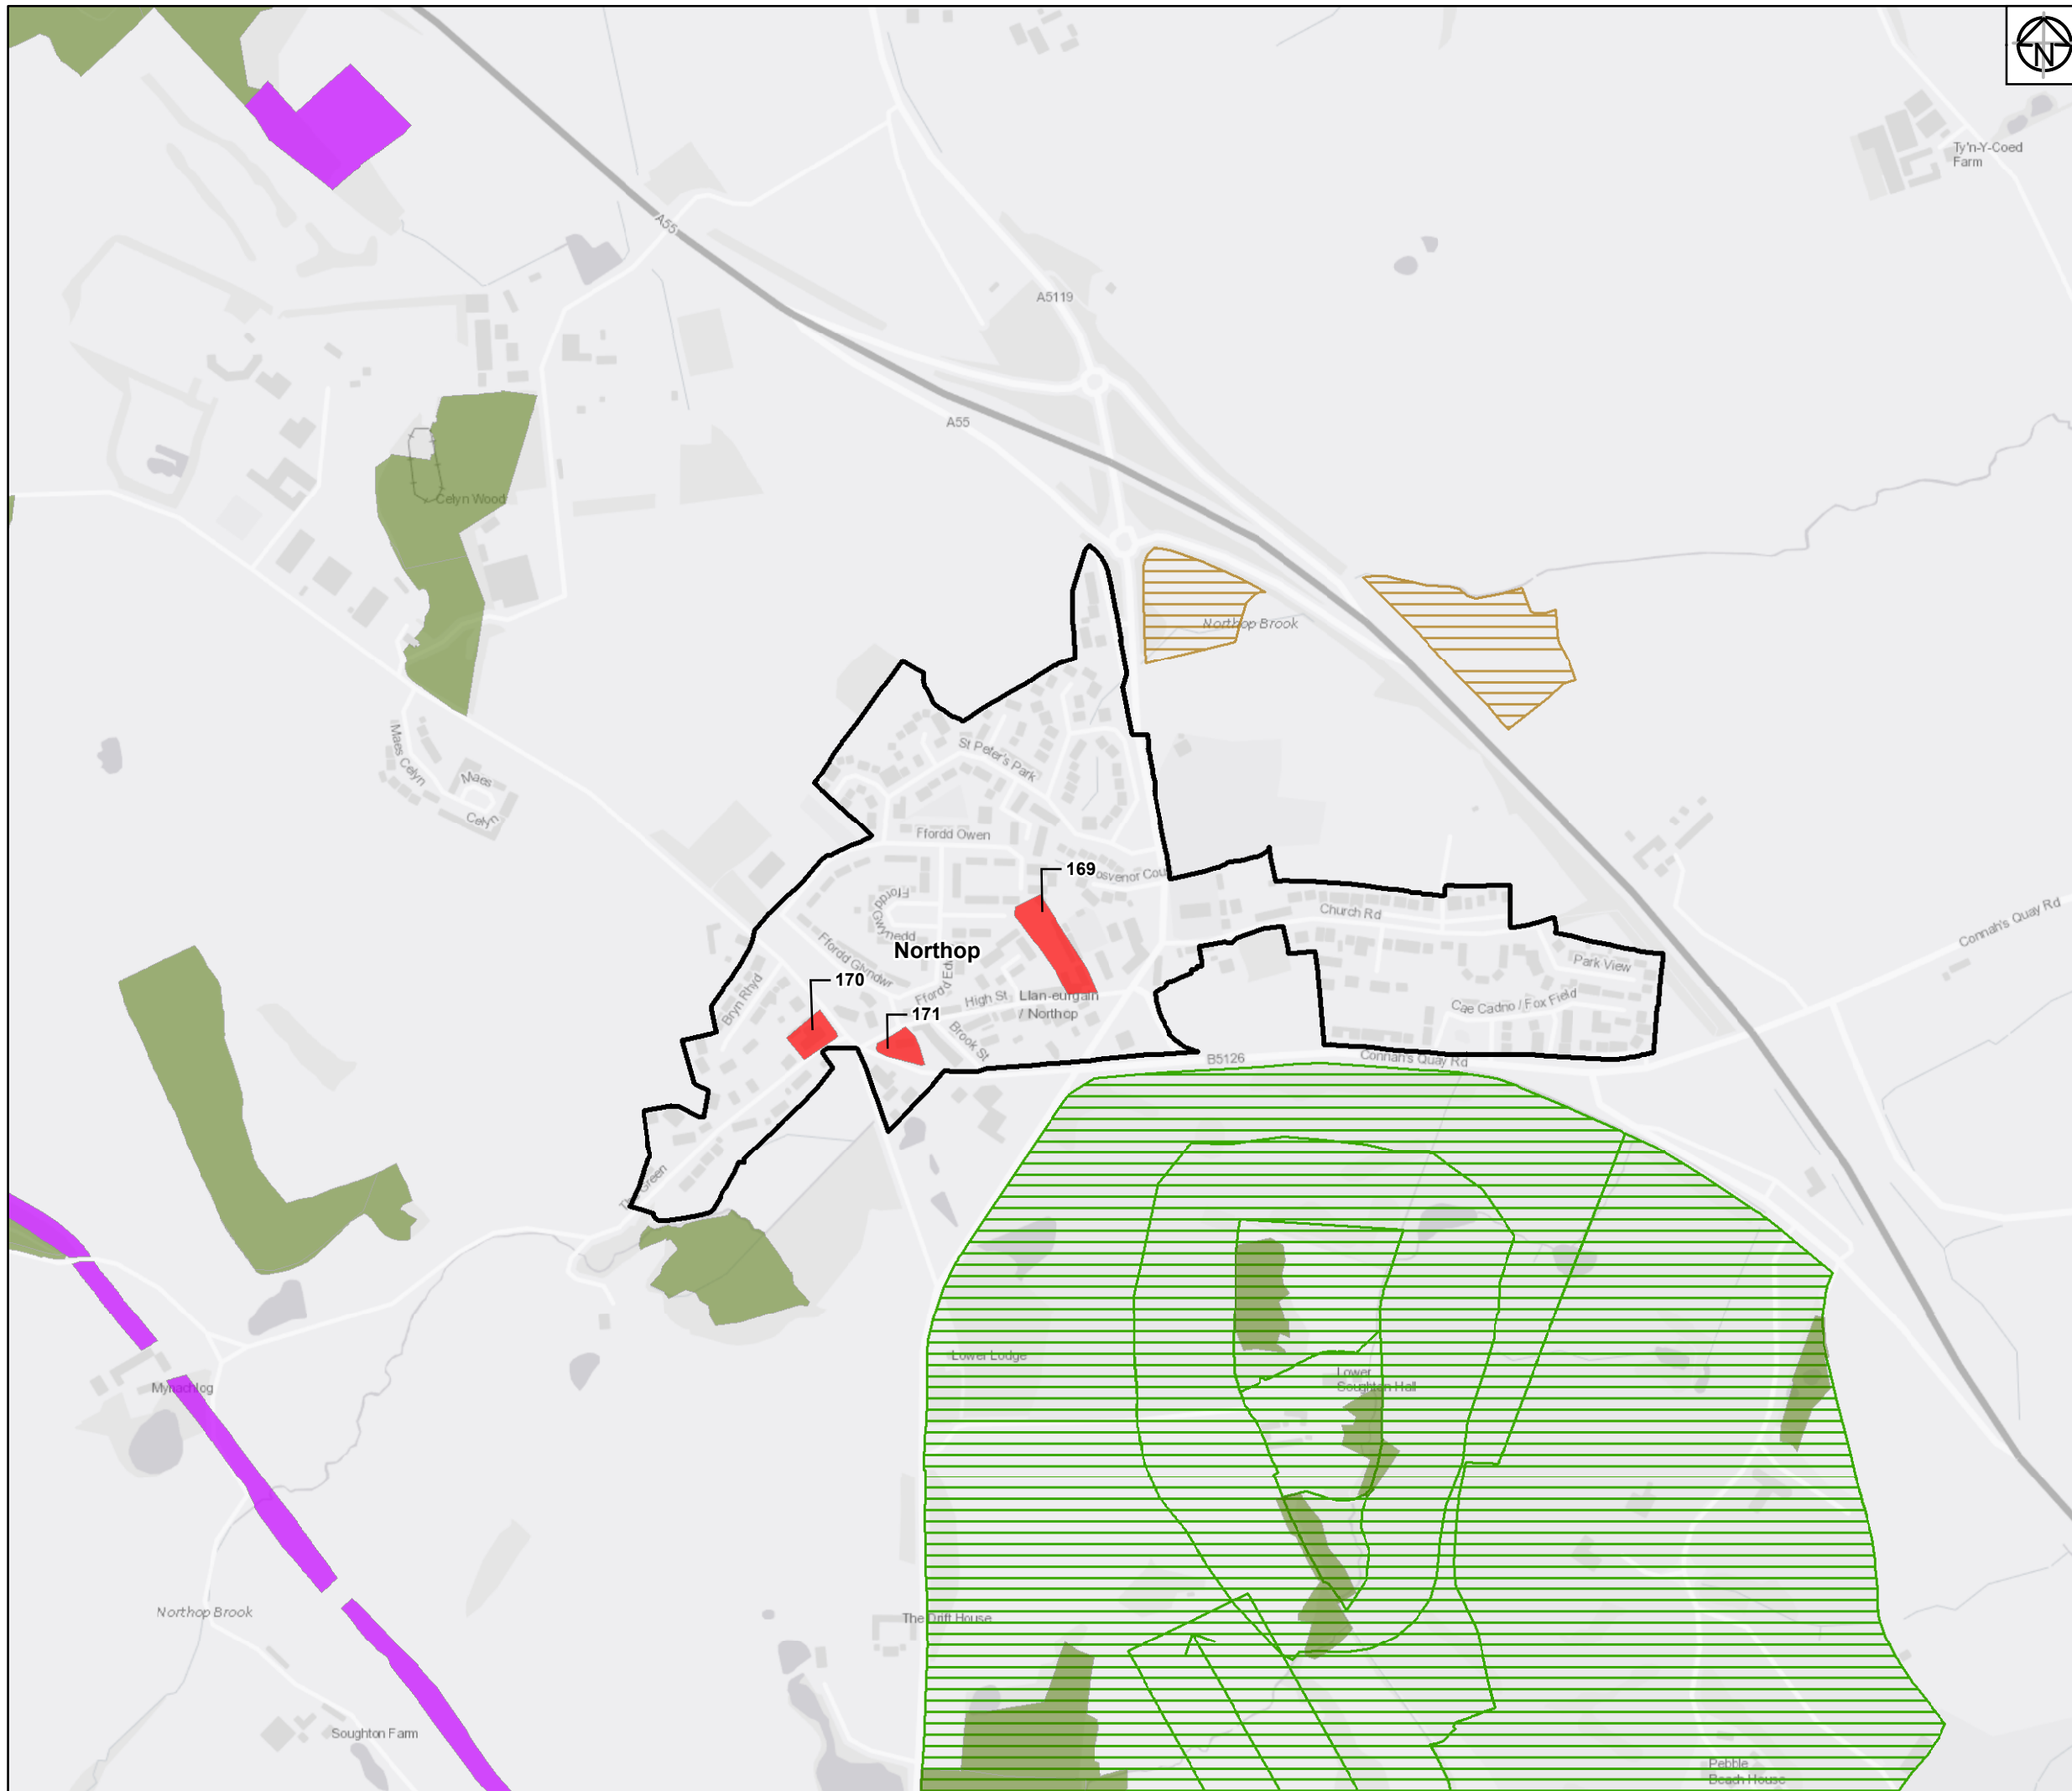 N
Ty'n-Y-Coed
Farm
A55
A5119
A55
Celyn Wood
Northop Brook
Maes Celyn
Maes
Celyn
St Peter's Park
Ffordd Owen
169
Ffordd
Gwynedd
Church Rd
Connah's Quay Rd
Northop
Ffordd Glyndwr
Park View
170
Bryn Rhyd
High St
Llan-eurgain
/ Northop
Cae Cadno / Fox Field
171
Brook St
B5126
Connah's Quay Rd
The Green
Lower Lodge
Lower
Soughton Hall
Mynachlog
Northop Brook
The Drift House
Soughton Farm
Pebble
Beach House